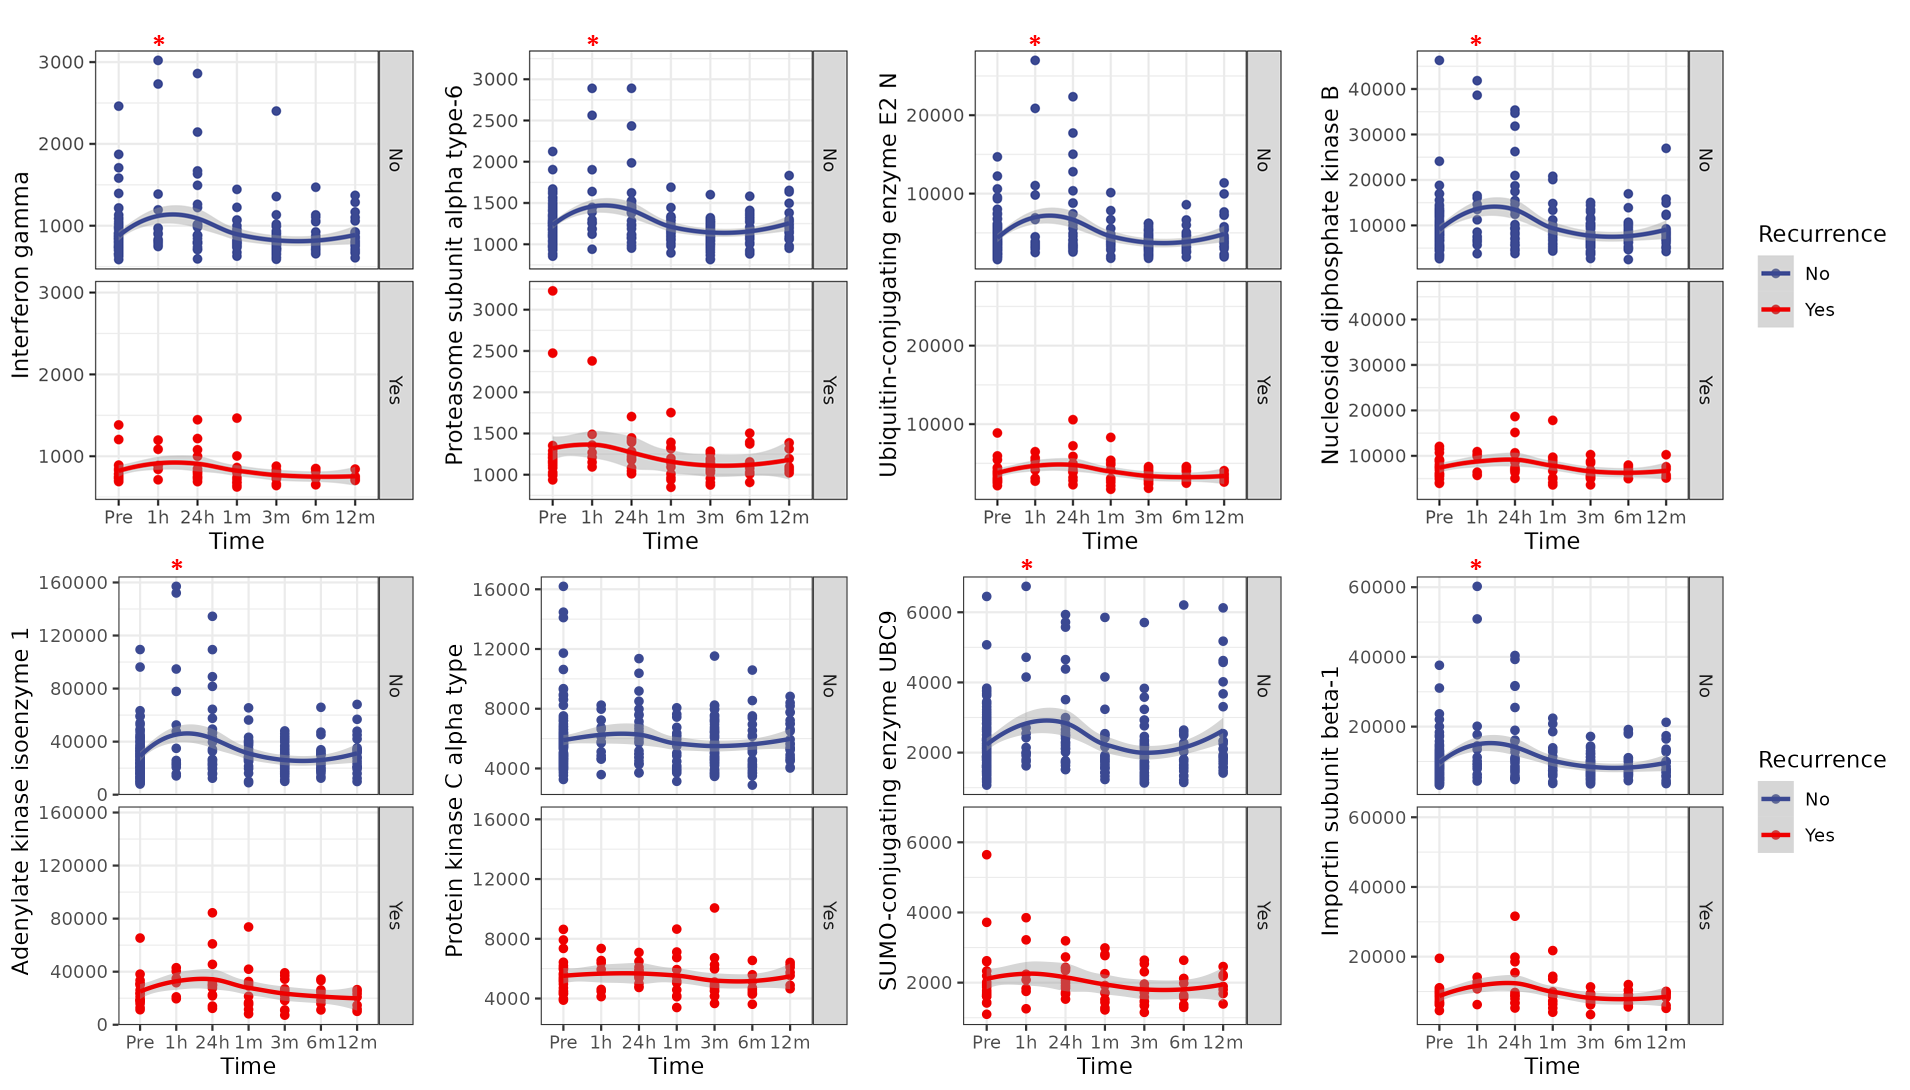 *
*
*
*
Interferon gamma
3000
2000
1000
No
3000
2000
1000
Yes
Pre 1h 24h 1m 3m 6m 12m
Time
Proteasome subunit alpha type-6
3000
2500
2000
1500
1000
No
3000
2500
2000
1500
1000
Yes
Pre 1h 24h 1m 3m 6m 12m
Time
Ubiquitin-conjugating enzyme E2 N
20000
10000
No
20000
10000
Yes
Pre 1h 24h 1m 3m 6m 12m
Time
Nucleoside diphosphate kinase B
40000
30000
20000
10000
No
40000
30000
20000
10000
Yes
Pre 1h 24h 1m 3m 6m 12m
Time
Recurrence
No
Yes
*
*
*
Adenylate kinase isoenzyme 1
160000
120000
80000
40000
0
No
160000
120000
80000
40000
0
Yes
Pre 1h 24h 1m 3m 6m 12m
Time
Protein kinase C alpha type
16000
12000
8000
4000
No
16000
12000
8000
4000
Yes
Pre 1h 24h 1m 3m 6m 12m
Time
SUMO-conjugating enzyme UBC9
6000
4000
2000
No
6000
4000
2000
Yes
Pre 1h 24h 1m 3m 6m 12m
Time
Importin subunit beta-1
60000
40000
20000
No
60000
40000
20000
Yes
Pre 1h 24h 1m 3m 6m 12m
Time
Recurrence
No
Yes